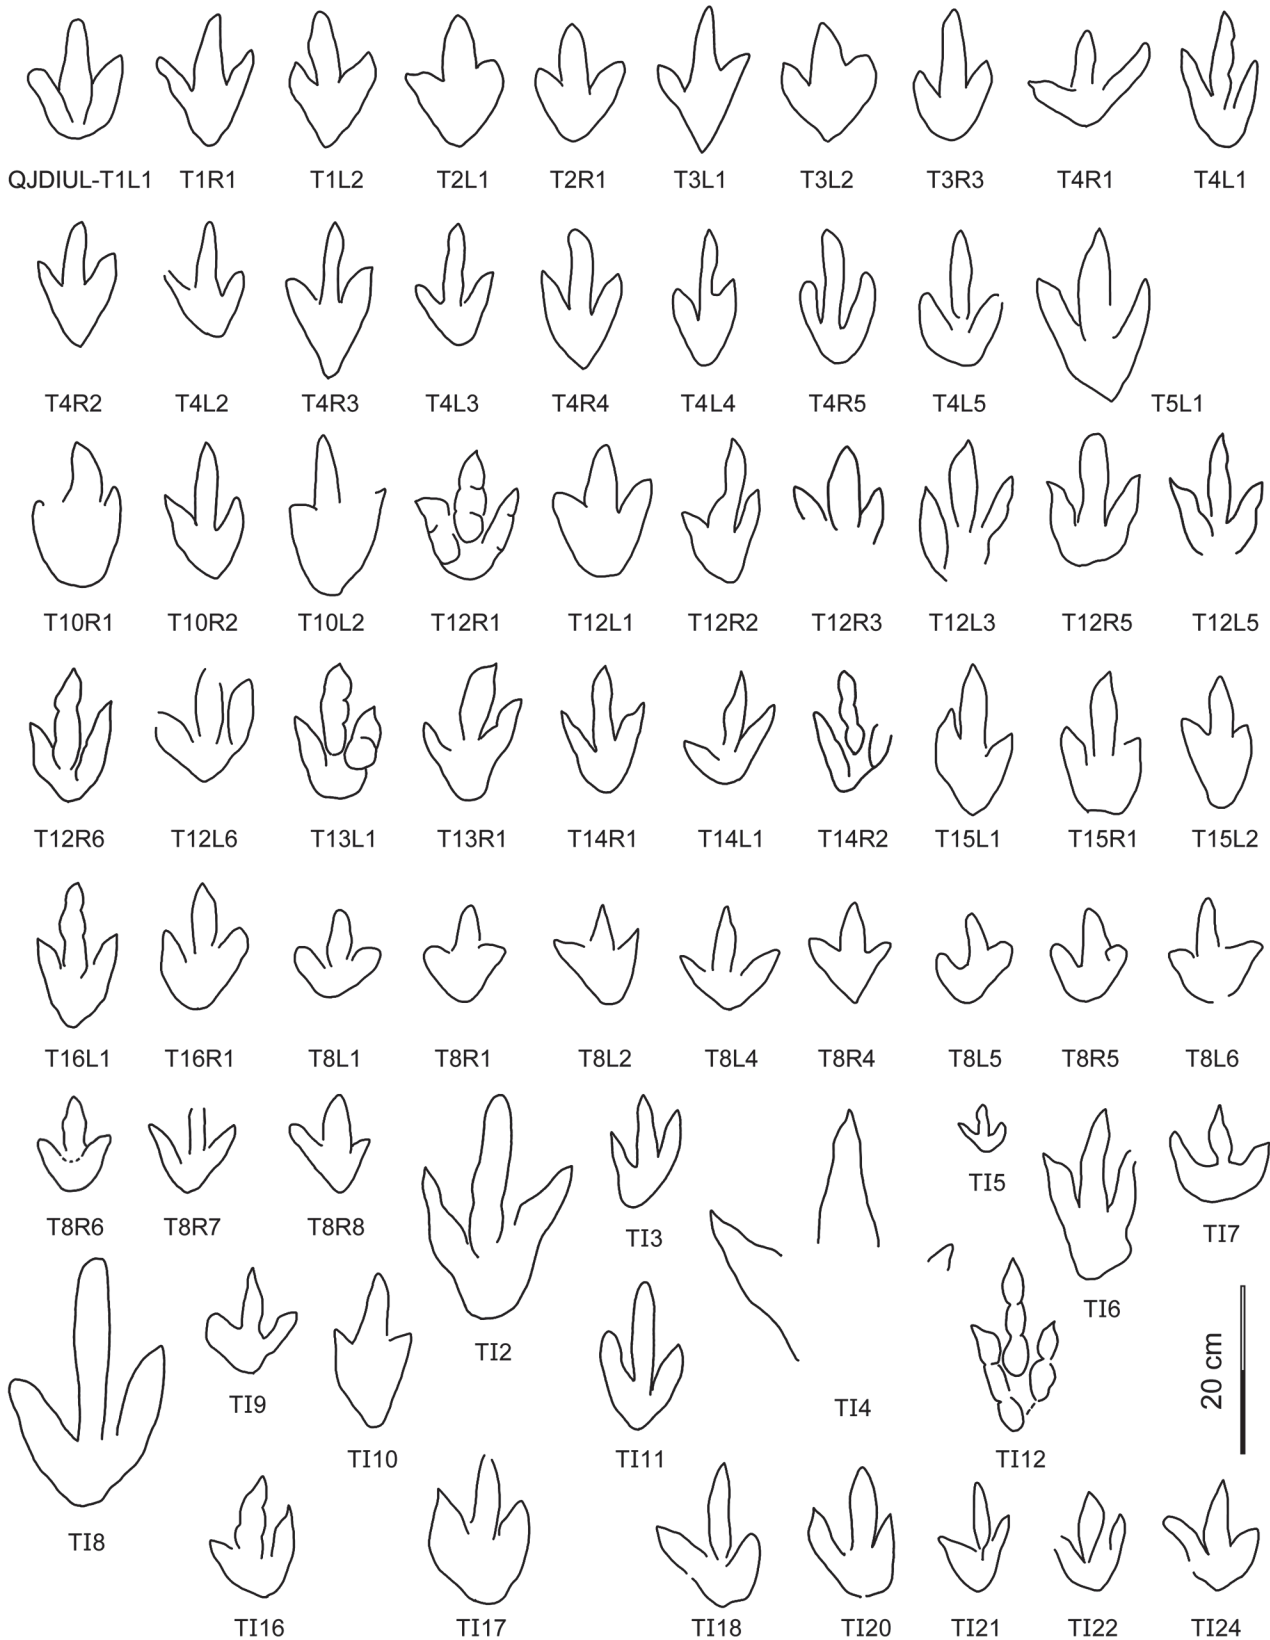 QJDIUL-T1L1 T1R1 T1L2 T2L1 T2R1 T3L1 T3L2 T3R3 T4R1 T4L1
T4R2 T4L2 T4R3 T4L3 T4R4 T4L4 T4R5 T4L5 T5L1
T10R1 T10R2 T10L2 T12R1 T12L1 T12R2 T12R3 T12L3 T12R5 T12L5
T12R6 T12L6 T13L1 T13R1 T14R1 T14L1 T14R2 T15L1 T15R1 T15L2
T16L1 T16R1 T8L1 T8R1 T8L2 T8L4 T8R4 T8L5 T8R5 T8L6
TI5
T8R6 T8R7 T8R8 TI3 TI7
TI6
TI2
20 cm
TI9 TI4
TI10 TI11 TI12
TI8
TI16 TI17 TI18 TI20 TI21 TI22 TI24